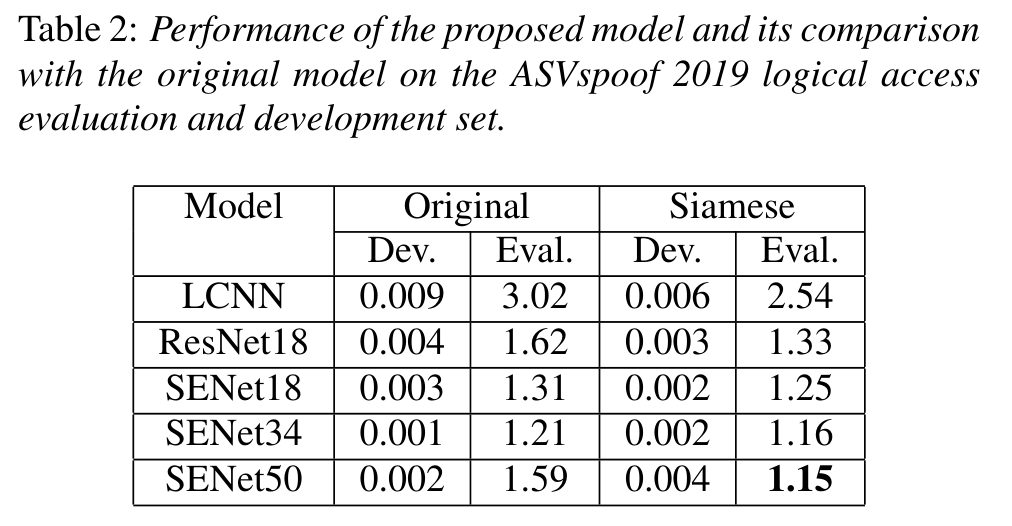 Table 2: Performance of the proposed model and its comparison
with the original model on the ASVspoof 2019 logical access
evaluation and development set.
Model Original Siamese
Dev. Eval. Dev. Eval.
LCNN 0.009 3.02 0.006 2.54
ResNet18 0.004 1.62 0.003 1.33
SENet18 0.003 1.31 0.002 1.25
SENet34 0.001 1.21 0.002 1.16
SENet50 0.002 1.59 0.004 1.15